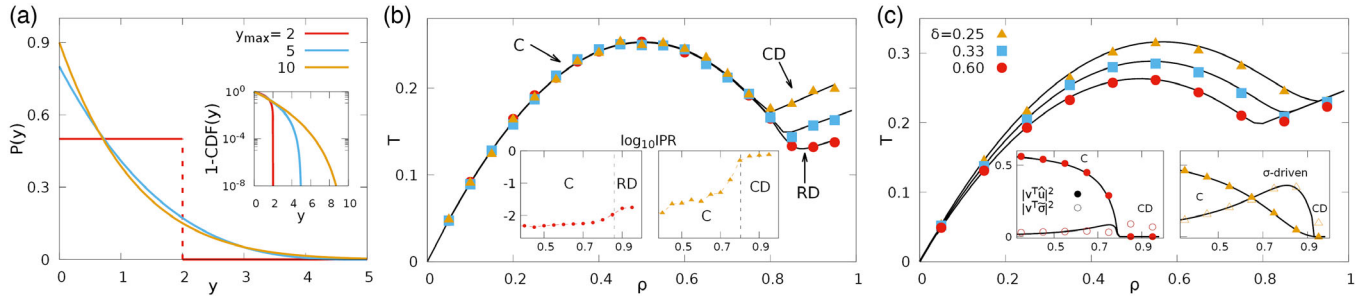 (a)
y_max = 2
5
10
P(y)
0.9
0.6
0.3
0
0 1 2 3 4 5
y
1-CDF(y)
10^0
10^-4
10^-8
0 2 4 6 8 10
y
(b)
T
0.3
0.2
0.1
0
0 0.2 0.4 0.6 0.8 1
ρ
C
CD
RD
log10IPR
0
-1
-2
C
RD
0.5 0.7 0.9
C
CD
0.5 0.7 0.9
(c)
δ=0.25
0.33
0.60
T
0.3
0.2
0.1
0
0 0.2 0.4 0.6 0.8 1
ρ
C
|v^Tû|^2
|v^Tσ̄|^2
CD
0.5 0.7 0.9
σ-driven
C
CD
0.5 0.7 0.9